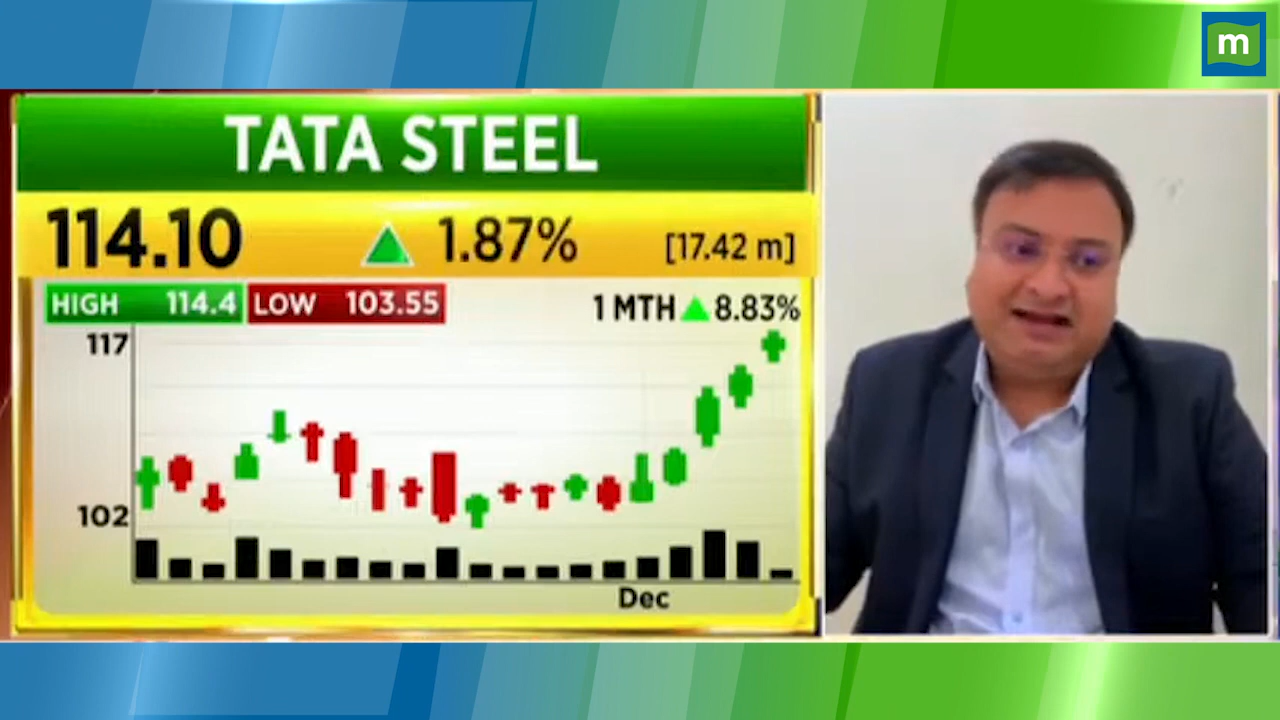 m
TATA STEEL
114.10 1.87% [17.42 m]
HIGH 114.4 LOW 103.55 1 MTH 8.83%
117
102
Dec